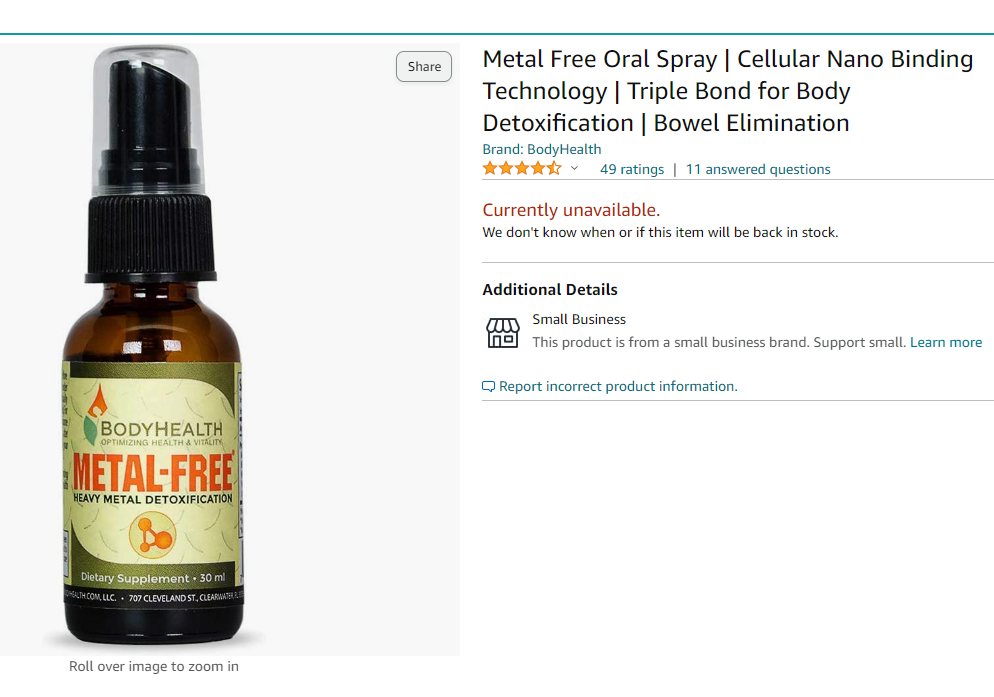 Share
Metal Free Oral Spray | Cellular Nano Binding
Technology | Triple Bond for Body
Detoxification | Bowel Elimination
Brand: BodyHealth
49 ratings | 11 answered questions
Currently unavailable.
We don't know when or if this item will be back in stock.
Additional Details
Small Business
This product is from a small business brand. Support small. Learn more
Report incorrect product information.
BODYHEALTH
OPTIMIZING HEALTH & VITALITY
METAL-FREE
HEAVY METAL DETOXIFICATION
Dietary Supplement • 30 ml
LLC. • 707 CLEVELAND ST., CLEARWATER,
Roll over image to zoom in